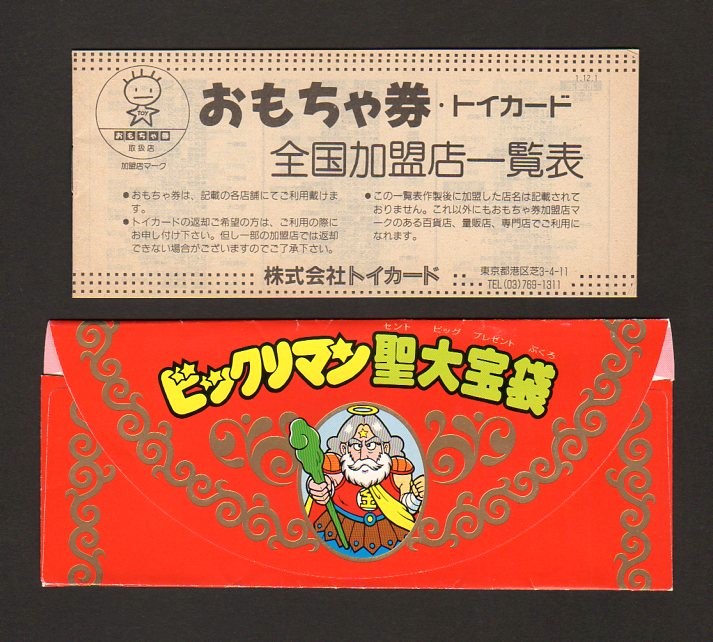 1.12.1
TOY
おもちゃ券
取扱店
加盟店マーク
おもちゃ券・トイカード
全国加盟店一覧表
●おもちゃ券は、記載の各店舗にてご利用戴けま
す。
●トイカードの返却ご希望の方は、ご利用の際に
お申し付け下さい。但し一部の加盟店では返却
できない場合がございますのでご了承下さい。
●この一覧表作製後に加盟した店名は記載されて
おりません。これ以外にもおもちゃ券加盟店マ
ークのある百貨店、量販店、専門店でご利用に
なれます。
株式会社トイカード
東京都港区芝3-4-11
TEL(03)769-1311
セント ビッグ プレゼント ぶくろ
ビックリマン聖大宝袋